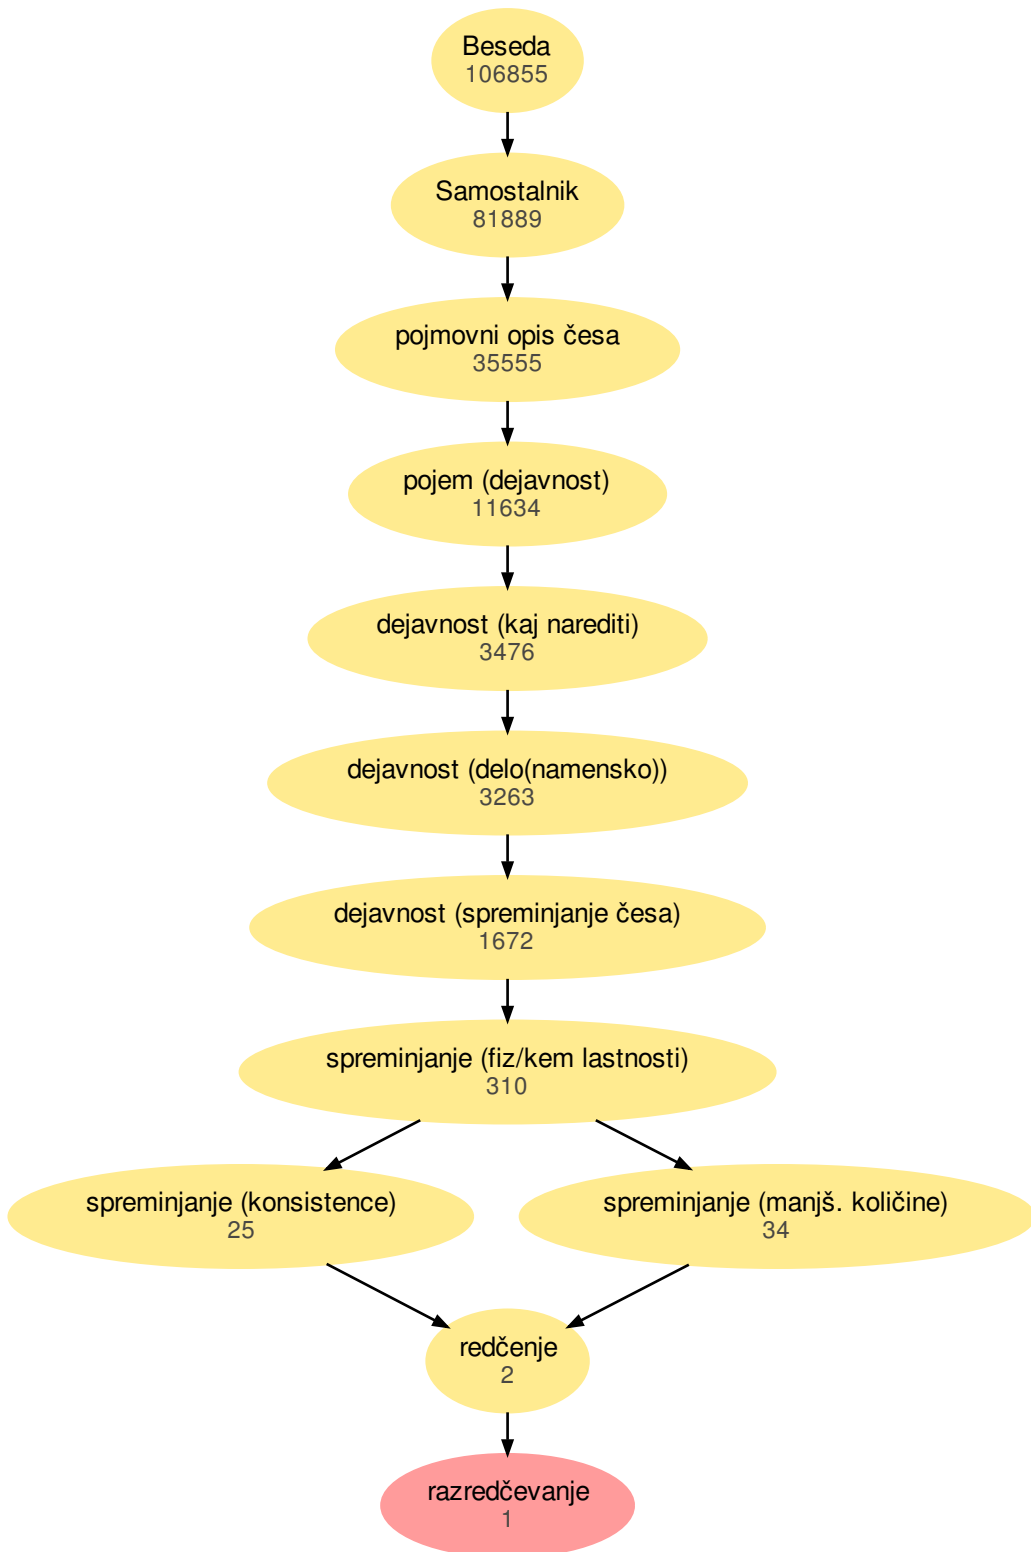 Beseda
106855
Samostalnik
81889
pojmovni opis česa
35555
pojem (dejavnost)
11634
dejavnost (kaj narediti)
3476
dejavnost (delo(namensko))
3263
dejavnost (spreminjanje česa)
1672
spreminjanje (fiz/kem lastnosti)
310
spreminjanje (konsistence)
25
spreminjanje (manjš. količine)
34
redčenje
2
razredčevanje
1